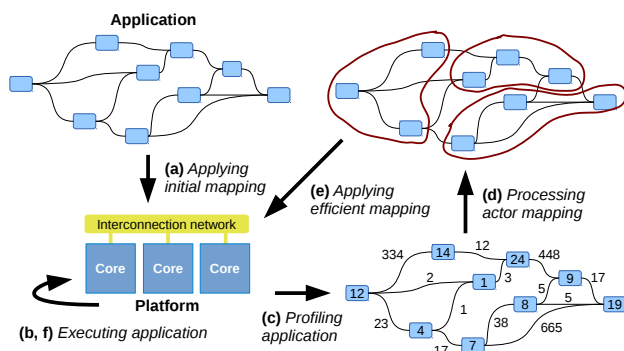 Application
(a) Applying
initial mapping
(e) Applying
efficient mapping
(d) Processing
actor mapping
Interconnection network
Core Core Core
Platform
(b, f) Executing application
(c) Profiling
application
334
14
12
24
448
9
17
2
1
3
12
5
8
5
19
23
4
1
38
665
17
7